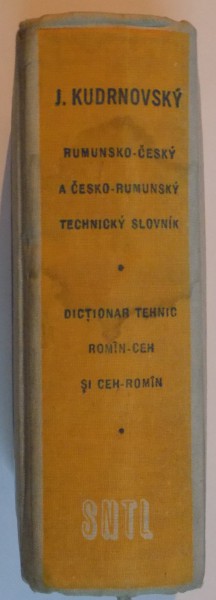 J. KUDRNOVSKÝ
RUMUNSKO-ČESKÝ
A ČESKO-RUMUNSKÝ
TECHNICKÝ SLOVNÍK
•
DICȚIONAR TEHNIC
ROMÎN-CEH
ȘI CEH-ROMÎN
•
SNTL